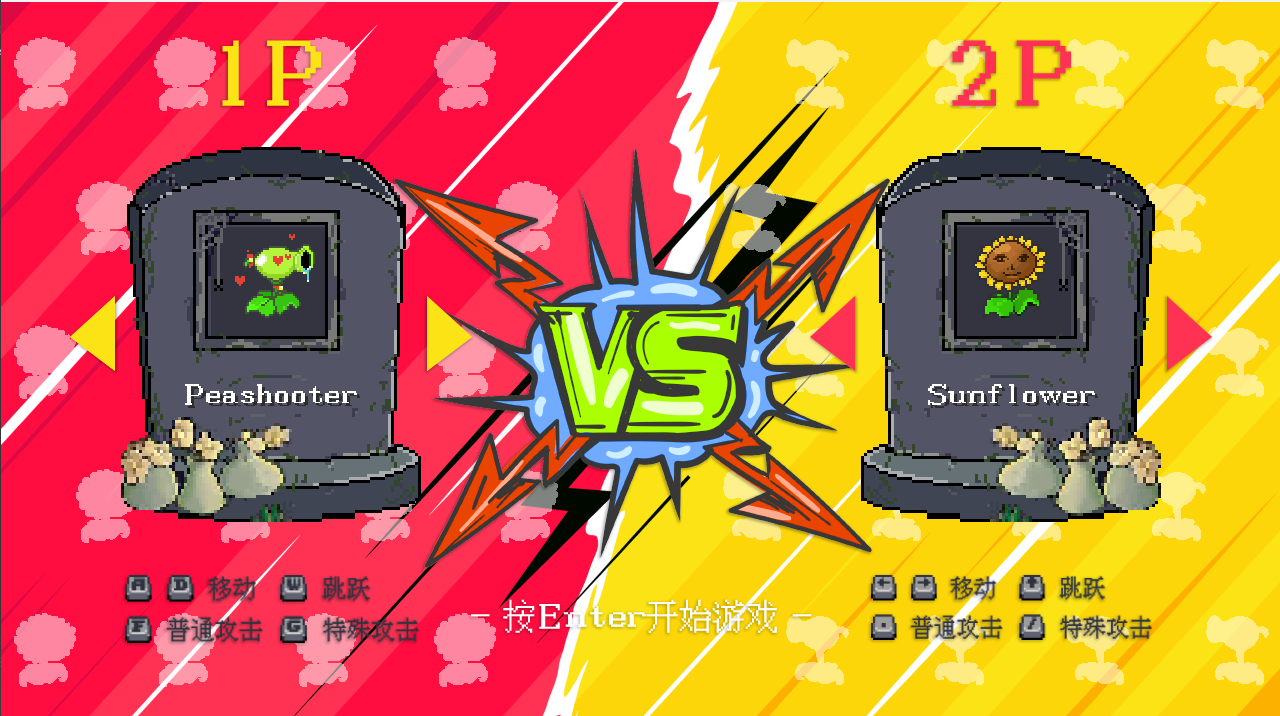 1P
2P
VS
Peashooter
Sunflower
A D 移动 W 跳跃
F 普通攻击 G 特殊攻击
- 按Enter开始游戏 -
← → 移动 ↑ 跳跃
. 普通攻击 / 特殊攻击